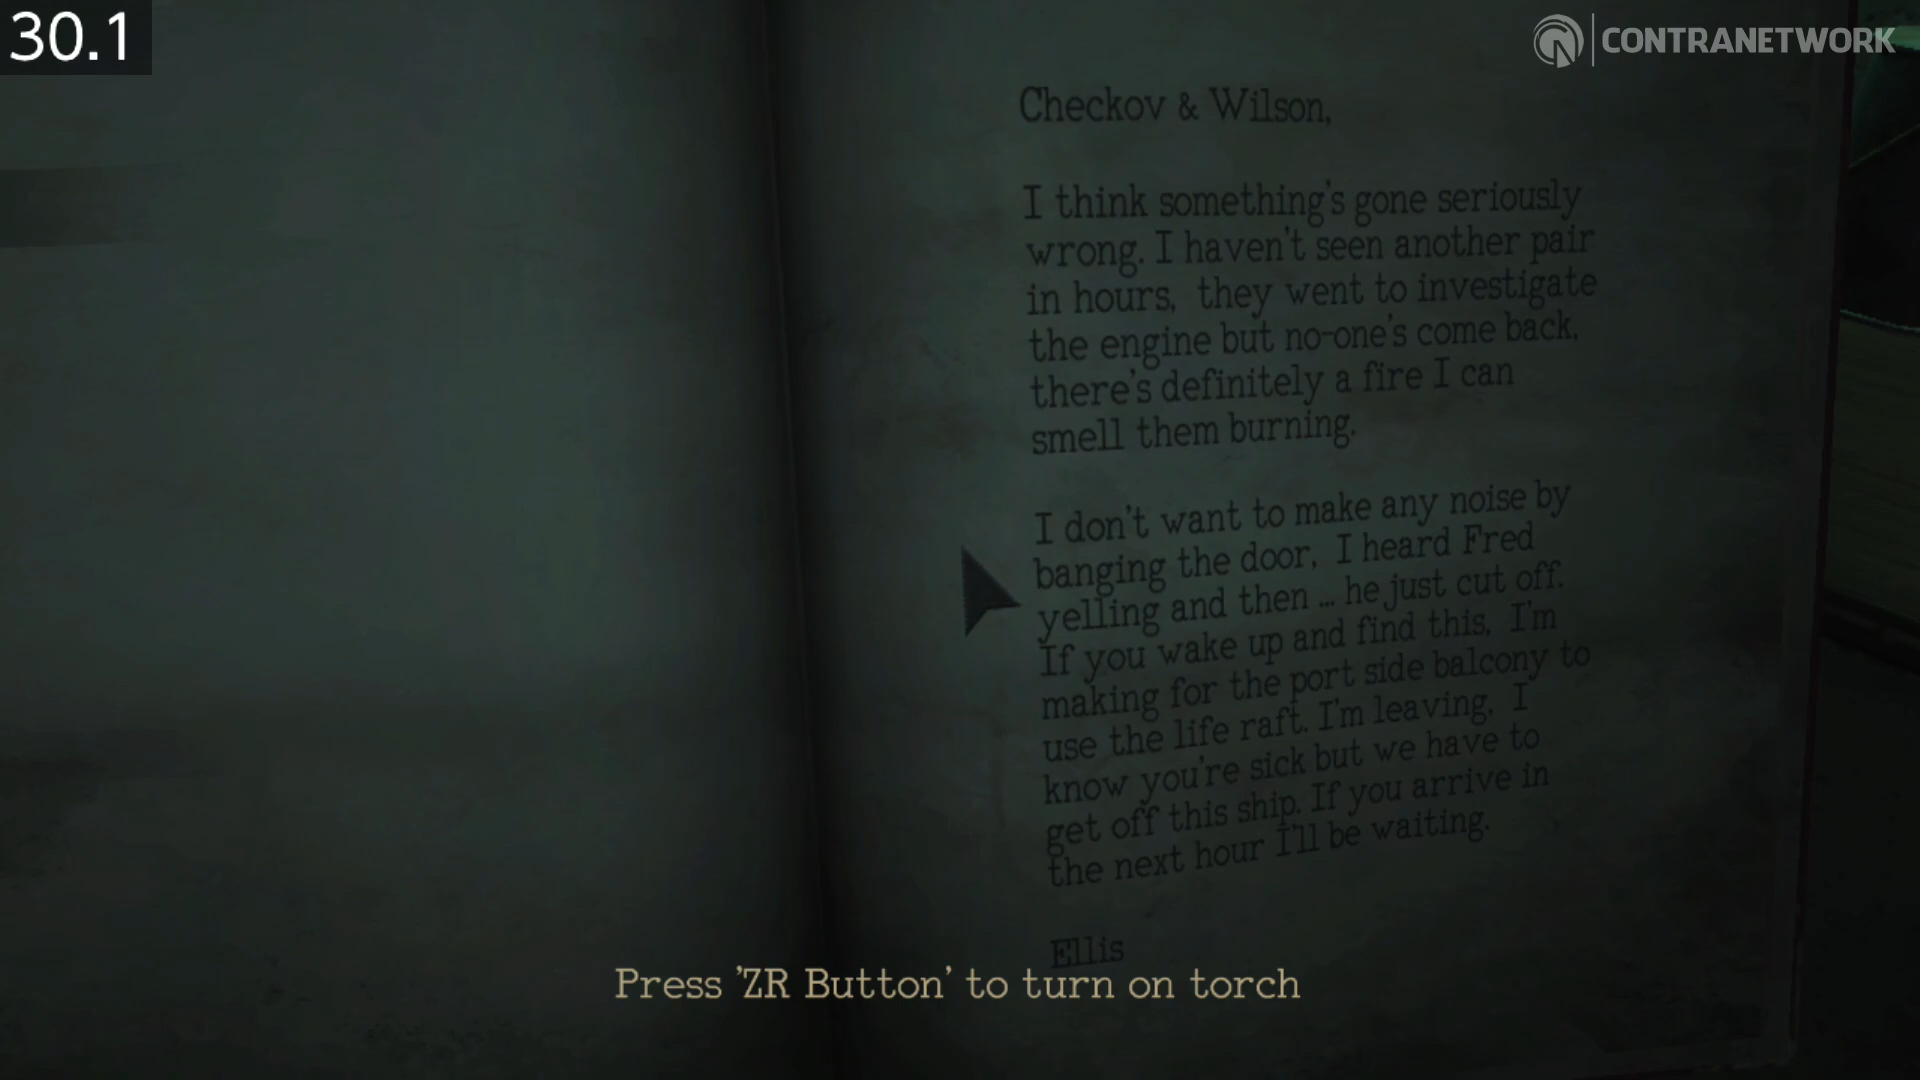 30.1
CONTRANETWORK
Checkov & Wilson,
I think something's gone seriously
wrong. I haven't seen another pair
in hours, they went to investigate
the engine but no-one's come back,
there's definitely a fire I can
smell them burning.
I don't want to make any noise by
banging the door, I heard Fred
yelling and then ... he just cut off.
If you wake up and find this, I'm
making for the port side balcony to
use the life raft. I'm leaving, I
know you're sick but we have to
get off this ship. If you arrive in
the next hour I'll be waiting.
Ellis
Press 'ZR Button' to turn on torch